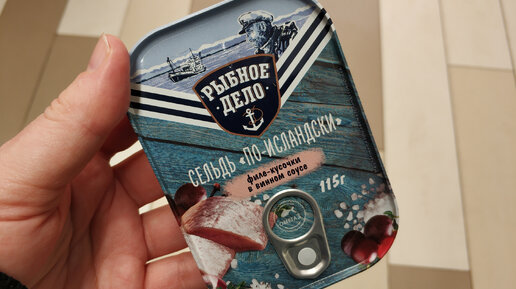 РЫБНОЕ
ДЕЛО
СЕЛЬДЬ «ПО-ИСЛАНДСКИ»
филе-кусочки
в винном соусе
115г